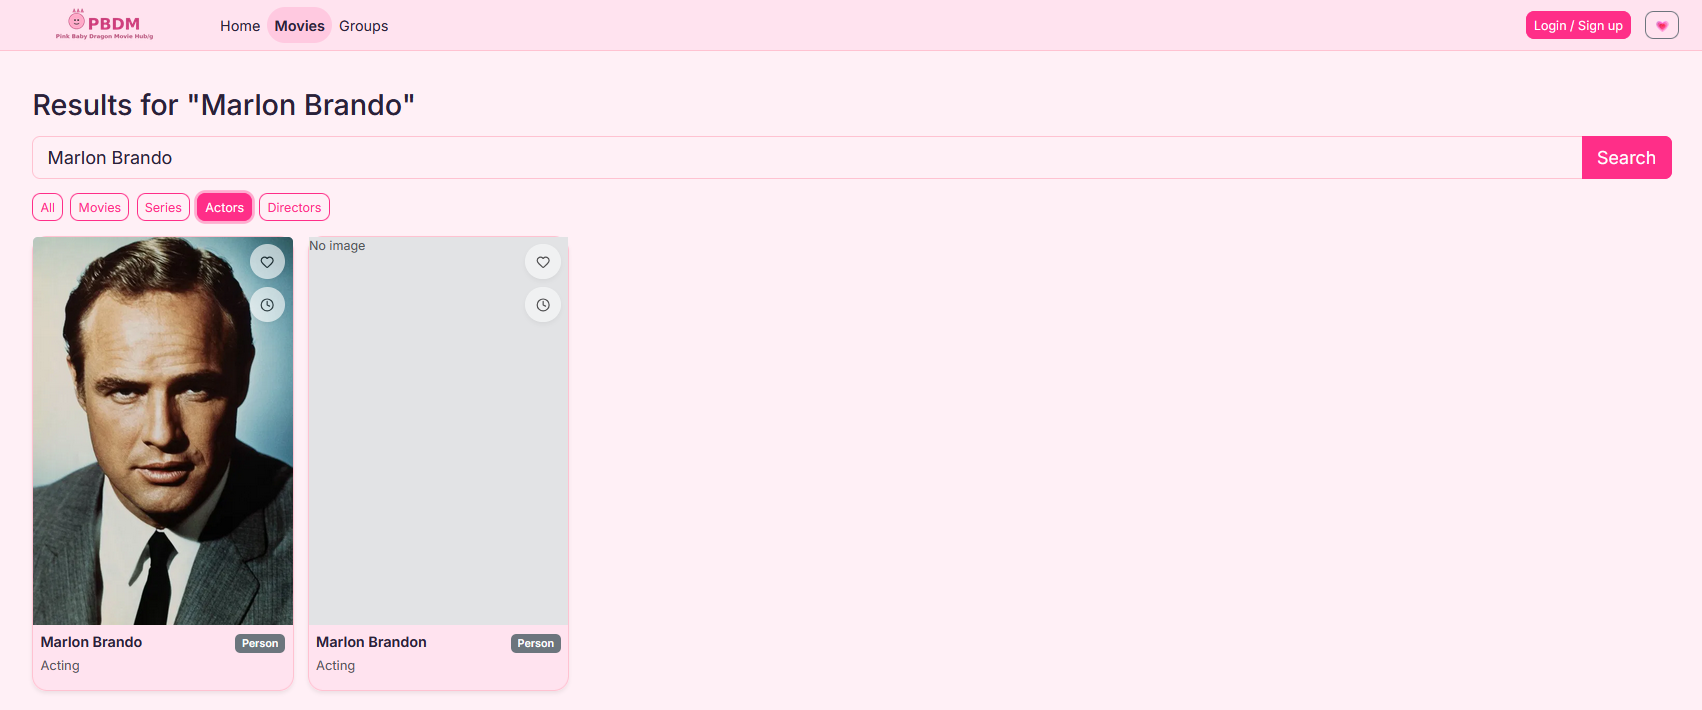 PBDM
Pink Baby Dragon Movie Hub/g
Home Movies Groups
Login / Sign up
Results for "Marlon Brando"
Marlon Brando
Search
All Movies Series Actors Directors
No image
Marlon Brando Person
Acting
Marlon Brandon Person
Acting